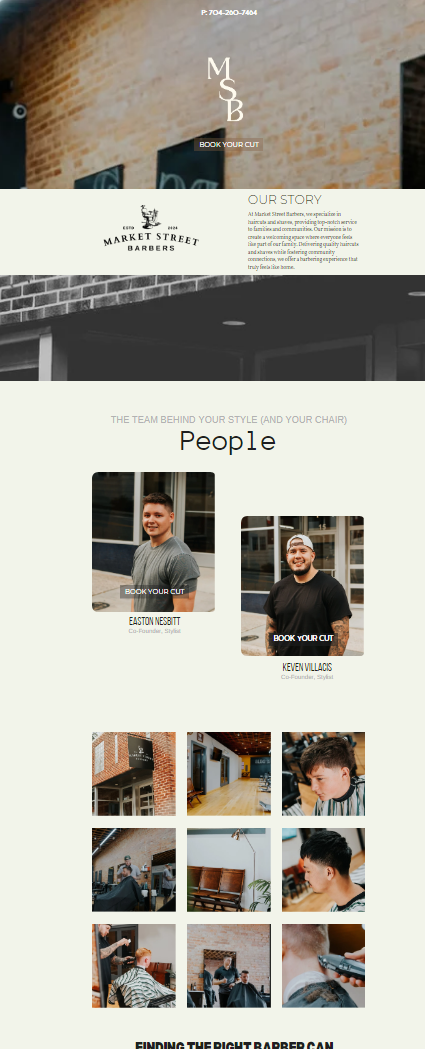 P: 704-260-7464
MSB
BOOK YOUR CUT
ESTD 2024
MARKET STREET
BARBERS
OUR STORY
At Market Street Barbers, we specialize in
haircuts and shaves, providing top-notch service
to families and communities. Our mission is to
create a welcoming space where everyone feels
like part of our family. Delivering quality haircuts
and shaves while fostering community
connections, we offer a barbering experience that
truly feels like home.
THE TEAM BEHIND YOUR STYLE (AND YOUR CHAIR)
People
BOOK YOUR CUT
EASTON NESBITT
Co-Founder, Stylist
BOOK YOUR CUT
KEVEN VILLACIS
Co-Founder, Stylist
FINDING THE RIGHT BARBER CAN